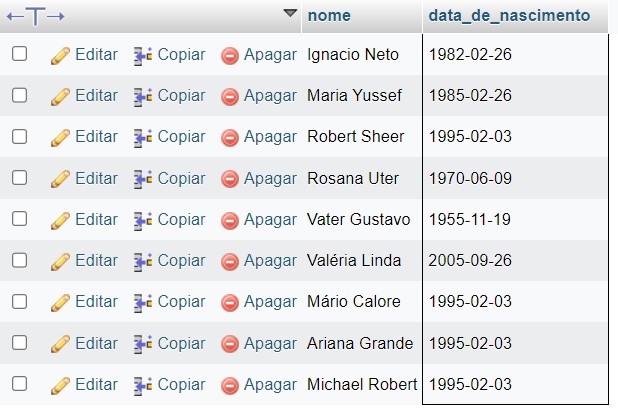 nome data_de_nascimento
Editar Copiar Apagar Ignacio Neto 1982-02-26
Editar Copiar Apagar Maria Yussef 1985-02-26
Editar Copiar Apagar Robert Sheer 1995-02-03
Editar Copiar Apagar Rosana Uter 1970-06-09
Editar Copiar Apagar Vater Gustavo 1955-11-19
Editar Copiar Apagar Valéria Linda 2005-09-26
Editar Copiar Apagar Mário Calore 1995-02-03
Editar Copiar Apagar Ariana Grande 1995-02-03
Editar Copiar Apagar Michael Robert 1995-02-03